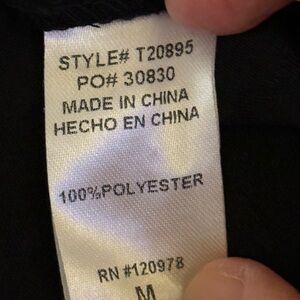 STYLE# T20895
PO# 30830
MADE IN CHINA
HECHO EN CHINA
100%POLYESTER
RN #120978
M